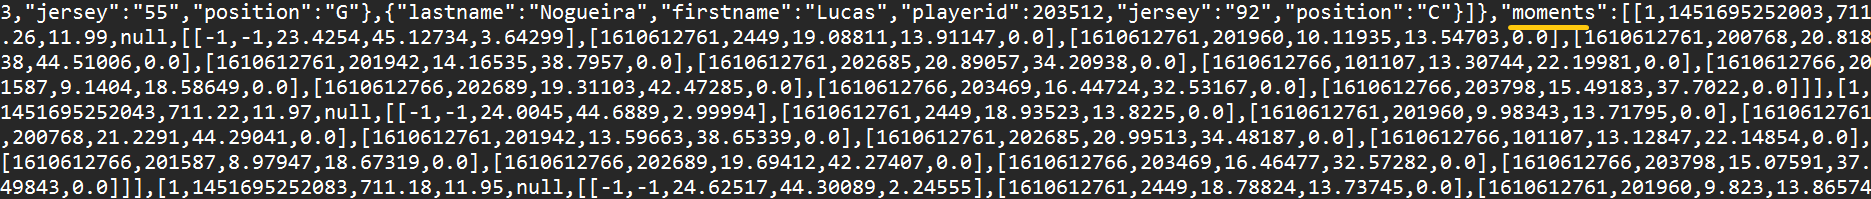 3,"jersey":"55","position":"G"},{"lastname":"Nogueira","firstname":"Lucas","playerid":203512,"jersey":"92","position":"C"}]},"moments":[[1,1451695252003,711
.26,11.99,null,[[-1,-1,23.4254,45.12734,3.64299],[1610612761,2449,19.08811,13.91147,0.0],[1610612761,201960,10.11935,13.54703,0.0],[1610612761,200768,20.818
38,44.51006,0.0],[1610612761,201942,14.16535,38.7957,0.0],[1610612761,202685,20.89057,34.20938,0.0],[1610612766,101107,13.30744,22.19981,0.0],[1610612766,20
1587,9.1404,18.58649,0.0],[1610612766,202689,19.31103,42.47285,0.0],[1610612766,203469,16.44724,32.53167,0.0],[1610612766,203798,15.49183,37.7022,0.0]]],[1,
1451695252043,711.22,11.97,null,[[-1,-1,24.0045,44.6889,2.99994],[1610612761,2449,18.93523,13.8225,0.0],[1610612761,201960,9.98343,13.71795,0.0],[1610612761
,200768,21.2291,44.29041,0.0],[1610612761,201942,13.59663,38.65339,0.0],[1610612761,202685,20.99513,34.48187,0.0],[1610612766,101107,13.12847,22.14854,0.0],
[1610612766,201587,8.97947,18.67319,0.0],[1610612766,202689,19.69412,42.27407,0.0],[1610612766,203469,16.46477,32.57282,0.0],[1610612766,203798,15.07591,37.
49843,0.0]]],[1,1451695252083,711.18,11.95,null,[[-1,-1,24.62517,44.30089,2.24555],[1610612761,2449,18.78824,13.73745,0.0],[1610612761,201960,9.823,13.86574